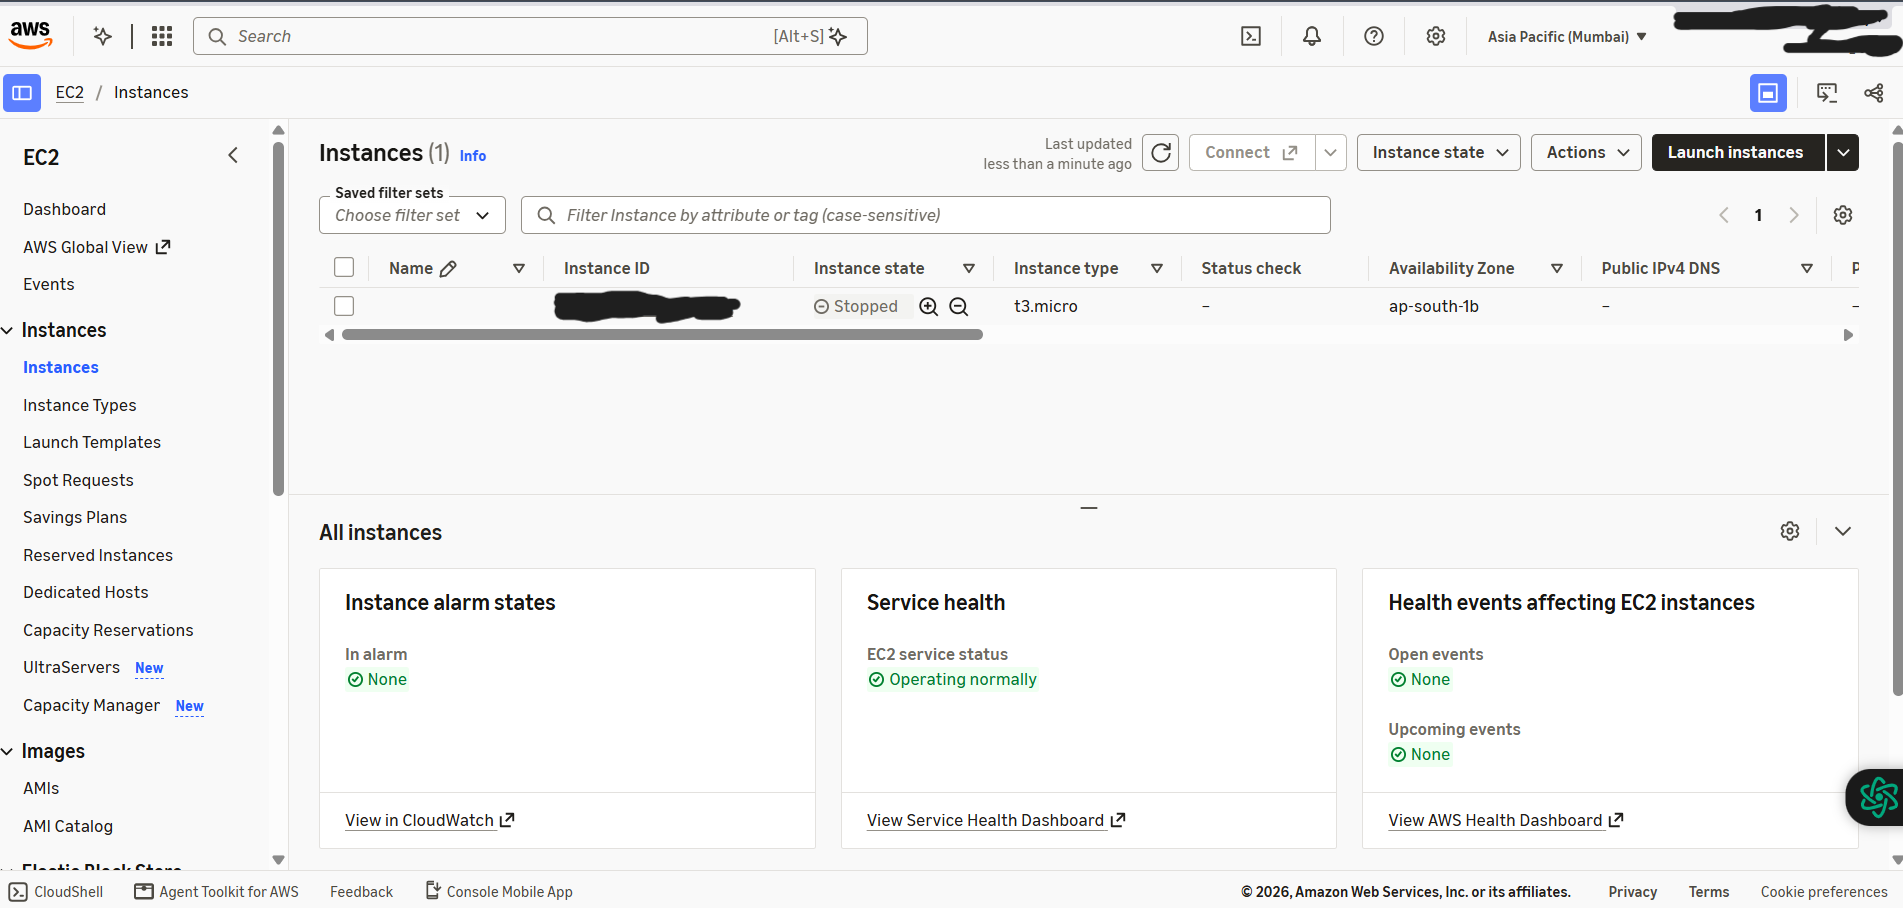 aws
Search [Alt+S]
Asia Pacific (Mumbai)
EC2 / Instances
EC2
Dashboard
AWS Global View
Events
Instances
Instances
Instance Types
Launch Templates
Spot Requests
Savings Plans
Reserved Instances
Dedicated Hosts
Capacity Reservations
UltraServers New
Capacity Manager New
Images
AMIs
AMI Catalog
Elastic Block Store
Instances (1) Info
Last updated
less than a minute ago
Connect
Instance state
Actions
Launch instances
Saved filter sets
Choose filter set
Filter Instance by attribute or tag (case-sensitive)
1
Name Instance ID Instance state Instance type Status check Availability Zone Public IPv4 DNS P
Stopped t3.micro – ap-south-1b – –
All instances
Instance alarm states
In alarm
None
View in CloudWatch
Service health
EC2 service status
Operating normally
View Service Health Dashboard
Health events affecting EC2 instances
Open events
None
Upcoming events
None
View AWS Health Dashboard
CloudShell Agent Toolkit for AWS Feedback Console Mobile App © 2026, Amazon Web Services, Inc. or its affiliates. Privacy Terms Cookie preferences